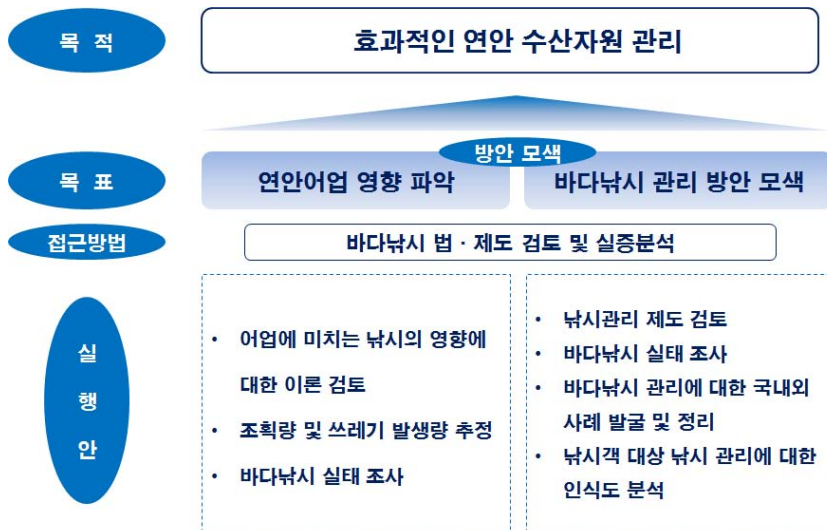 목 적
효과적인 연안 수산자원 관리
방안 모색
목 표
연안어업 영향 파악
바다낚시 관리 방안 모색
접근방법
바다낚시 법 · 제도 검토 및 실증분석
실
행
안
• 어업에 미치는 낚시의 영향에
대한 이론 검토
• 조획량 및 쓰레기 발생량 추정
• 바다낚시 실태 조사
• 낚시관리 제도 검토
• 바다낚시 실태 조사
• 바다낚시 관리에 대한 국내외
사례 발굴 및 정리
• 낚시객 대상 낚시 관리에 대한
인식도 분석